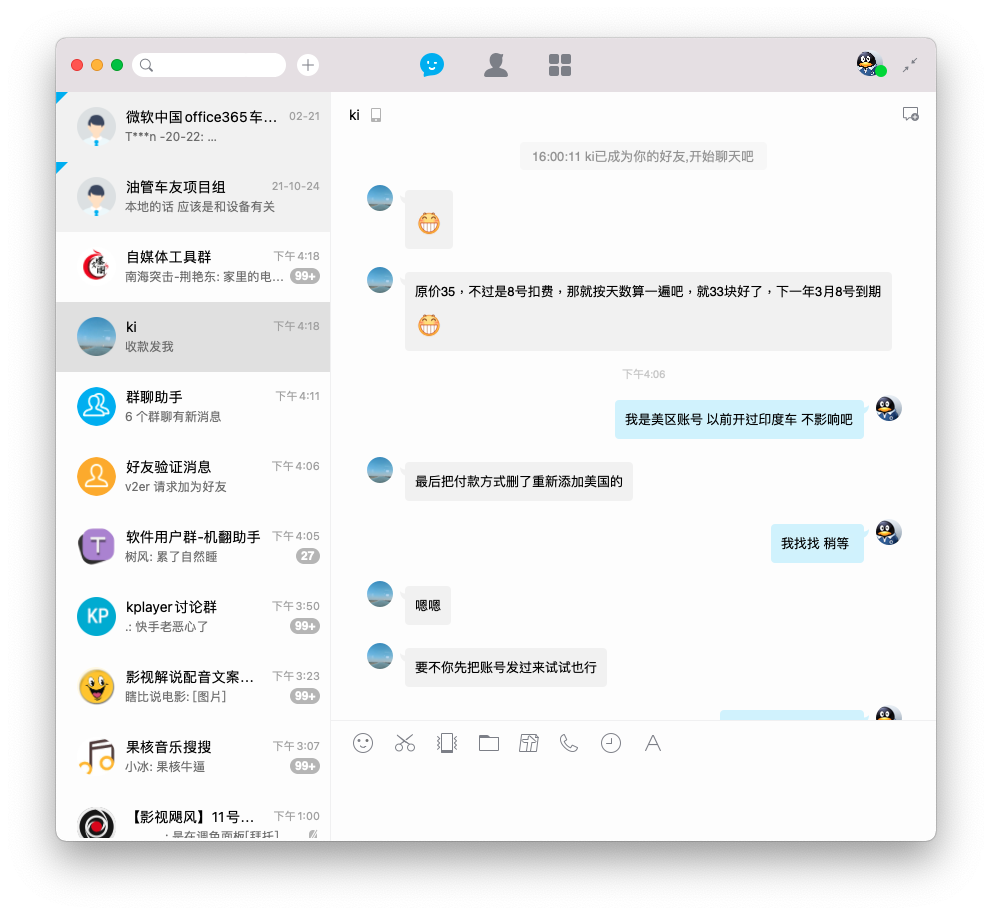 微软中国office365车...
02-21
T***n -20-22: ...
油管车友项目组
21-10-24
本地的话 应该是和设备有关
自媒体工具群
下午4:18
南海突击-荆艳东: 家里的电...
99+
ki
下午4:18
收款发我
群聊助手
下午4:11
6 个群聊有新消息
好友验证消息
下午4:06
v2er 请求加为好友
T
软件用户群-机翻助手
下午4:05
树风: 累了自然睡
27
KP
kplayer讨论群
下午3:50
.: 快手老恶心了
99+
影视解说配音文案...
下午3:23
瞎比说电影: [图片]
99+
果核音乐搜搜
下午3:07
小冰: 果核牛逼
99+
【影视飓风】11号...
下午1:00
: 是在调色面板[拜托]
ki
16:00:11 ki已成为你的好友,开始聊天吧
原价35，不过是8号扣费，那就按天数算一遍吧，就33块好了，下一年3月8号到期
下午4:06
我是美区账号 以前开过印度车 不影响吧
最后把付款方式删了重新添加美国的
我找找 稍等
嗯嗯
要不你先把账号发过来试试也行